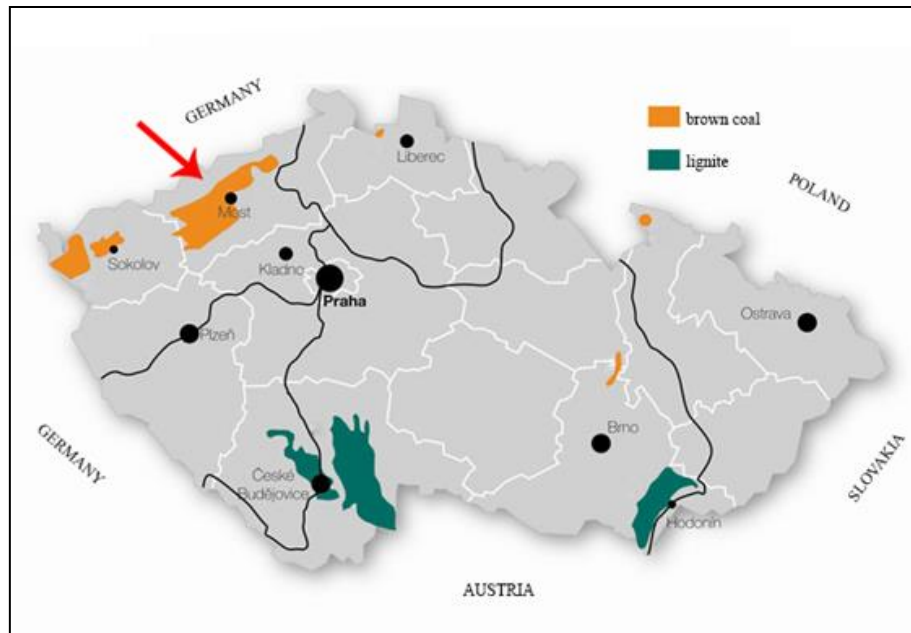 GERMANY
brown coal
lignite
Liberec
POLAND
Most
Sokolov
Kladno
Praha
Ostrava
Plzeň
GERMANY
Brno
SLOVAKIA
České
Budějovice
Hodonín
AUSTRIA